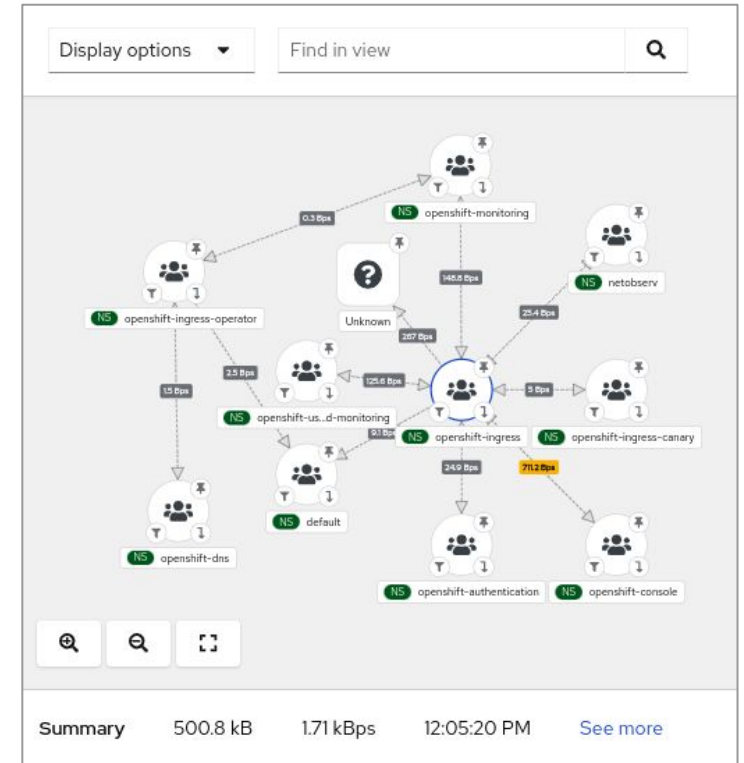 Display options
Find in view
NS openshift-monitoring
0.3 Bps
NS netobserv
NS openshift-ingress-operator
Unknown
148.8 Bps
25.4 Bps
267 Bps
2.5 Bps
1.5 Bps
125.6 Bps
5 Bps
NS openshift-us...d-monitoring
9.1 Bps
NS openshift-ingress
NS openshift-ingress-canary
24.9 Bps
711.2 Bps
NS default
NS openshift-dns
NS openshift-authentication
NS openshift-console
Summary 500.8 kB 1.71 kBps 12:05:20 PM See more